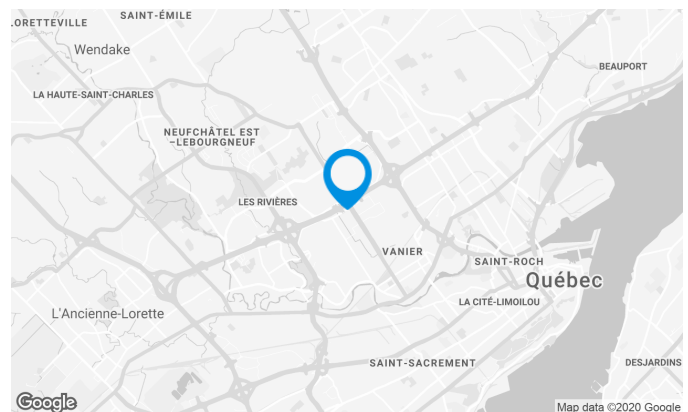 SAINT-ÉMILE
LORETTEVILLE
Wendake
BEAUPORT
LA HAUTE-SAINT-CHARLES
NEUFCHÂTEL EST
-LEBOURGNEUF
LES RIVIÈRES
VANIER
SAINT-ROCH
Québec
LA CITÉ-LIMOILOU
L'Ancienne-Lorette
SAINT-SACREMENT
DESJARDINS
Google
Map data ©2020 Google